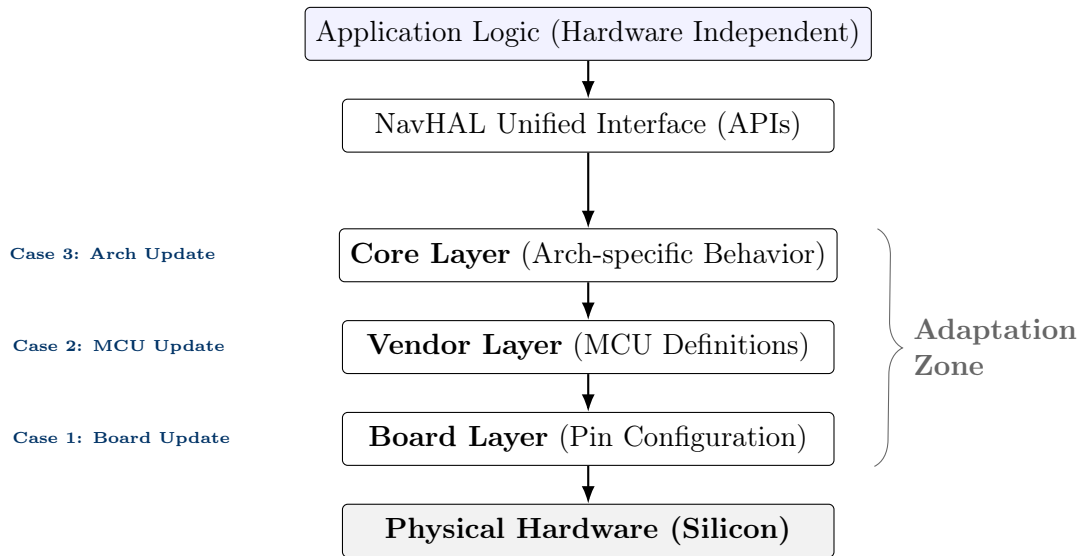 Application Logic (Hardware Independent)
NavHAL Unified Interface (APIs)
Case 3: Arch Update
Core Layer (Arch-specific Behavior)
Case 2: MCU Update
Vendor Layer (MCU Definitions)
Adaptation
Zone
Case 1: Board Update
Board Layer (Pin Configuration)
Physical Hardware (Silicon)